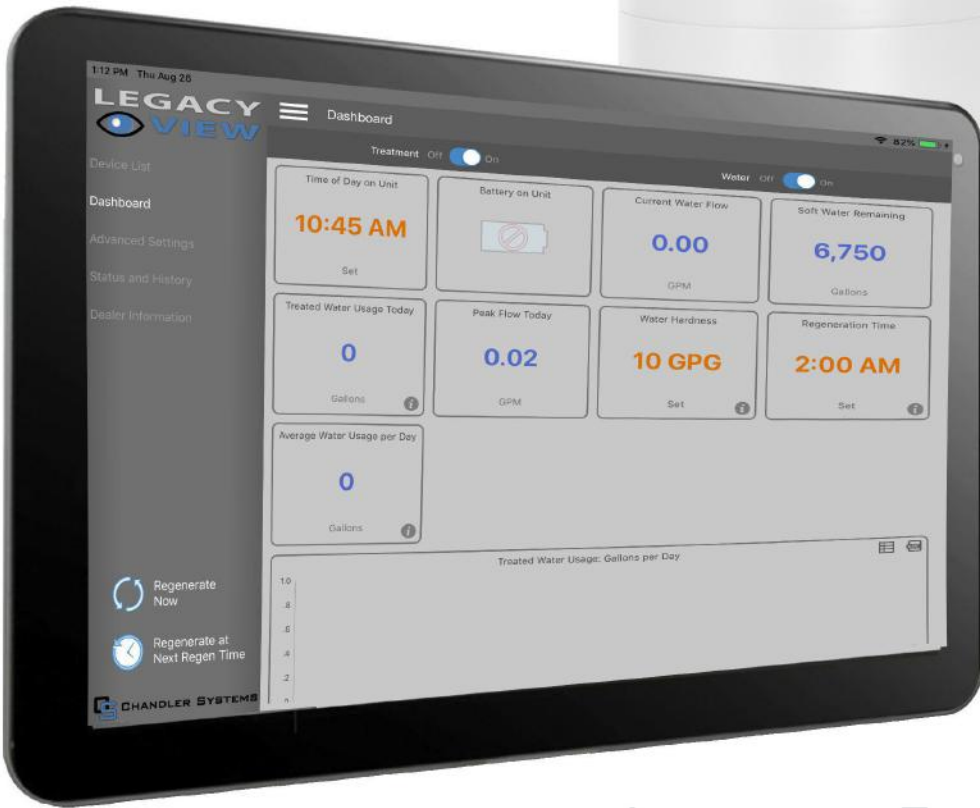 1:12 PM Thu Aug 26
82%
LEGACY
VIEW
Dashboard
Treatment Off On
Water Off On
Device List
Dashboard
Advanced Settings
Status and History
Dealer Information
Time of Day on Unit
10:45 AM
Set
Battery on Unit
Current Water Flow
0.00
GPM
Soft Water Remaining
6,750
Gallons
Treated Water Usage Today
0
Gallons
i
Peak Flow Today
0.02
GPM
Water Hardness
10 GPG
Set
i
Regeneration Time
2:00 AM
Set
i
Average Water Usage per Day
0
Gallons
i
Treated Water Usage: Gallons per Day
1.0
.8
.6
.4
.2
Regenerate
Now
Regenerate at
Next Regen Time
CHANDLER SYSTEMS